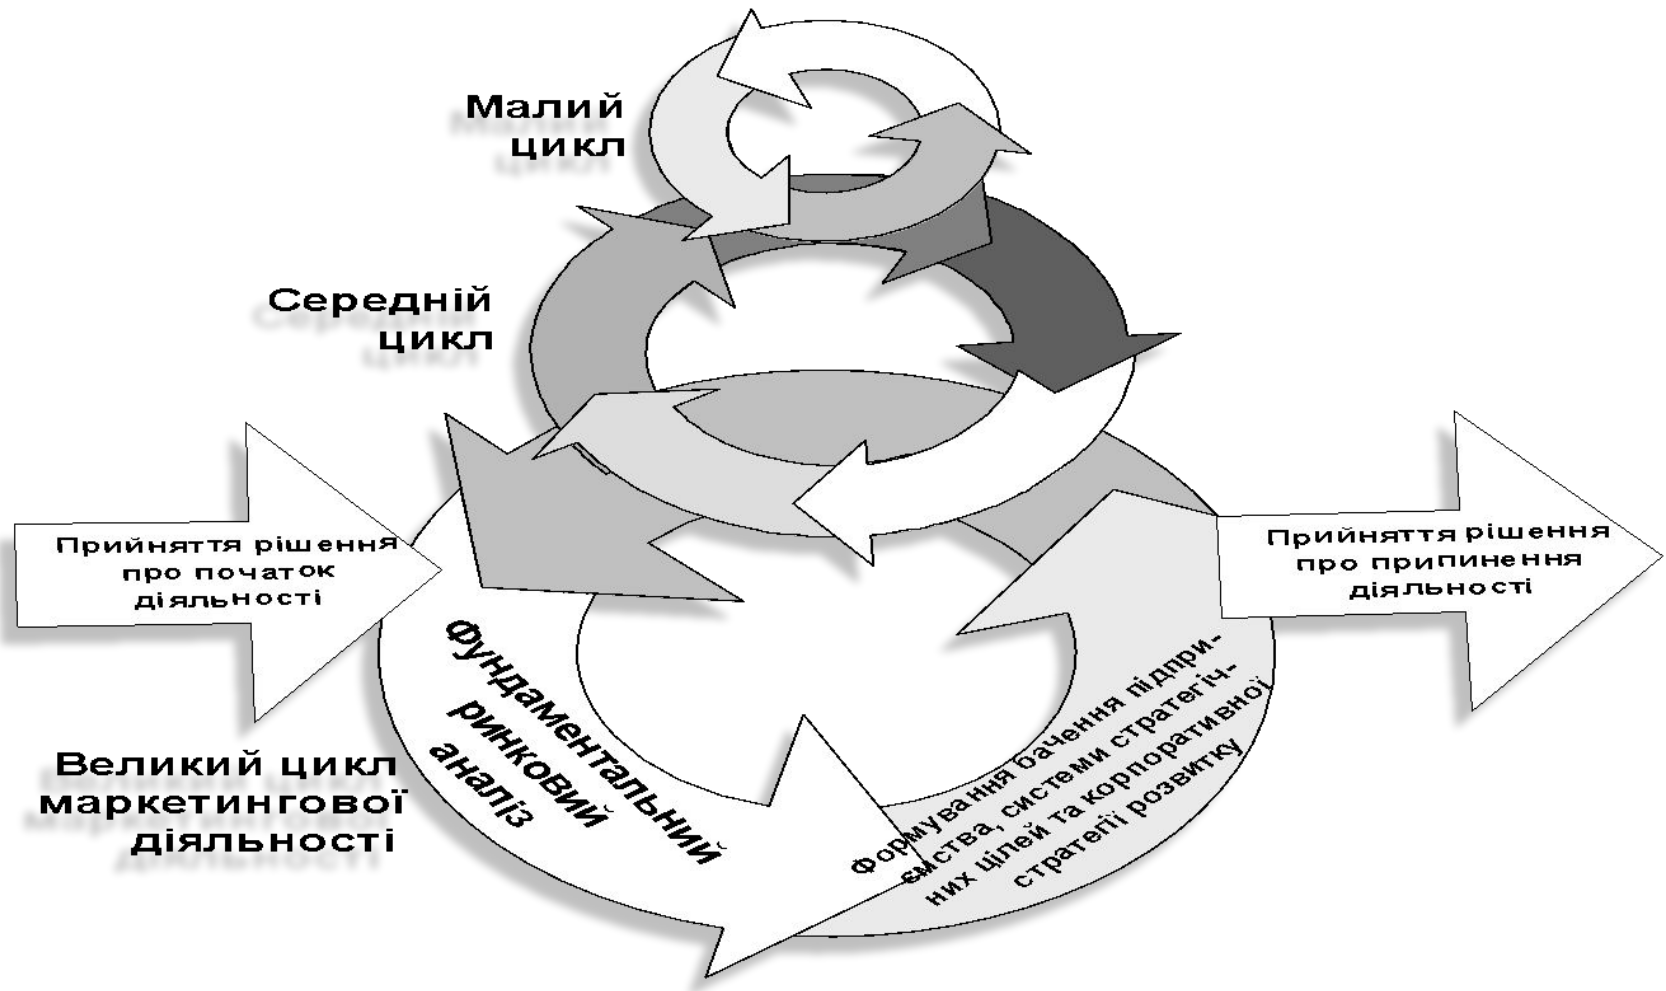 Малий
цикл
Середній
цикл
Прийняття рішення
про початок
діяльності
Прийняття рішення
про припинення
діяльності
Великий цикл
маркетингової
діяльності
Фундаментальний
ринковий
аналіз
Формування бачення підпри-
ємства, системи стратегіч-
них цілей та корпоративної
стратегії розвитку